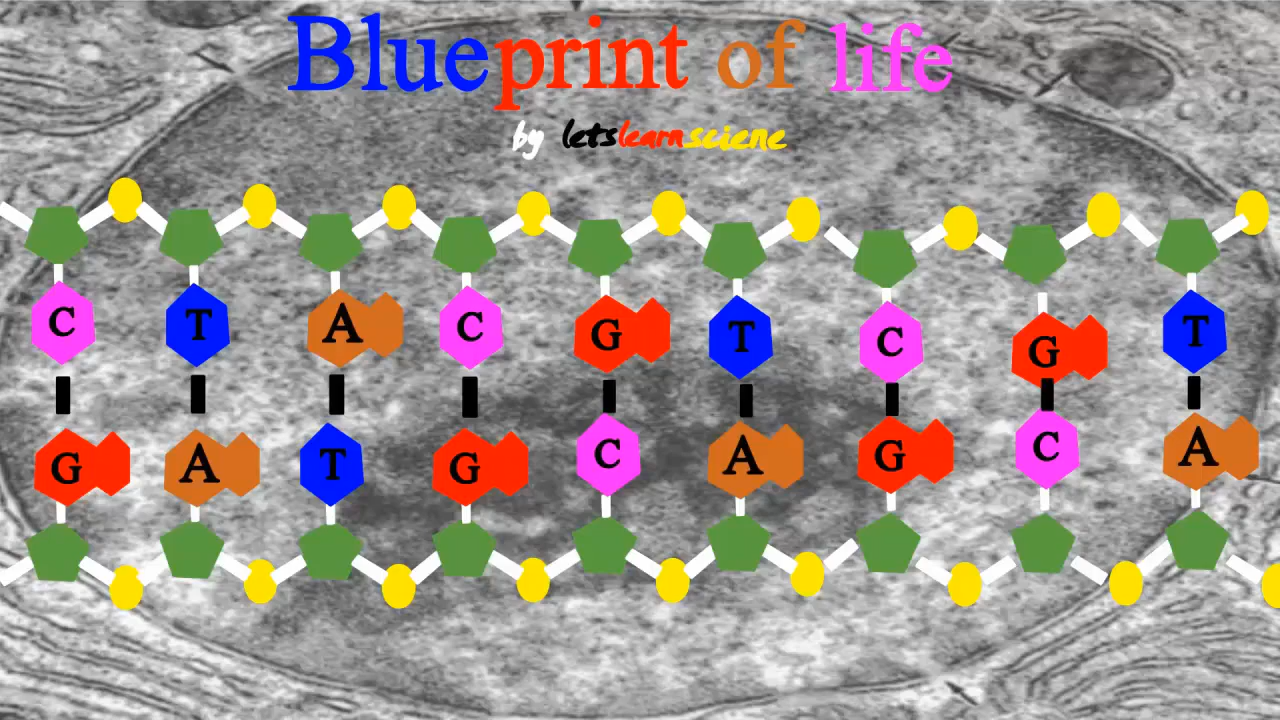 Blueprint of life
by letslearnsciene
C T A C G T C G T
G A T G C A G C A